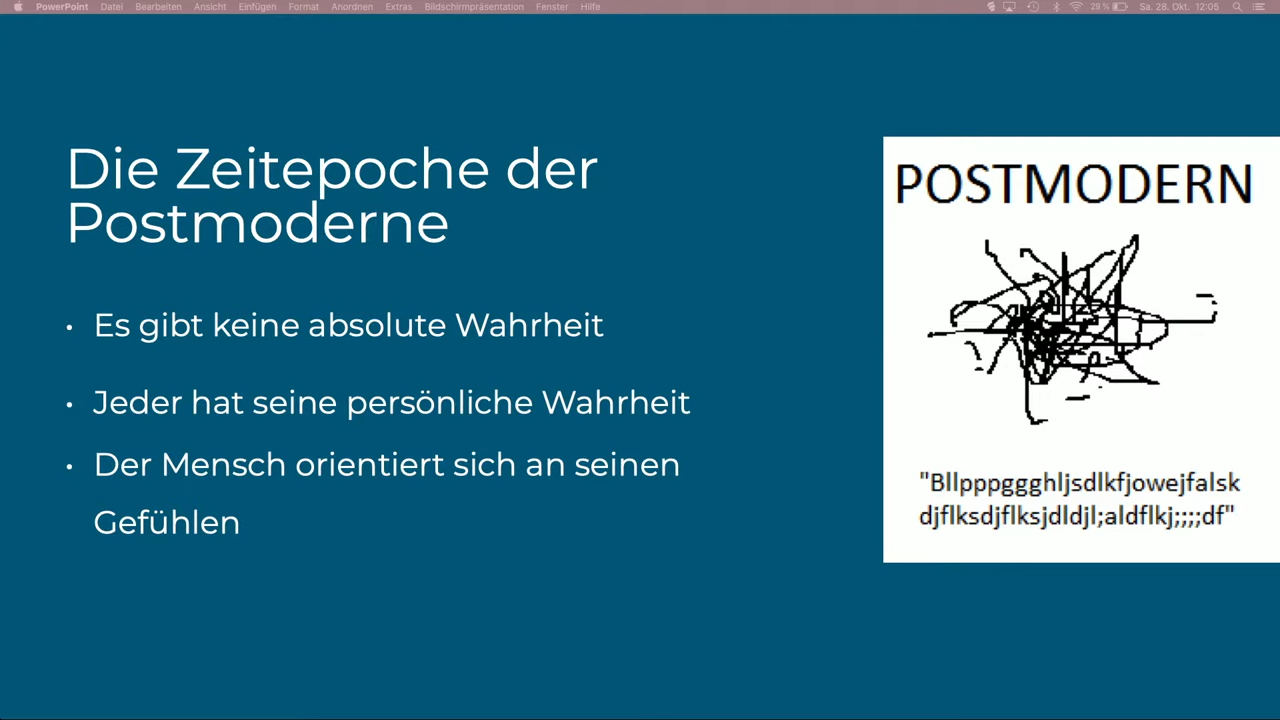 PowerPoint Datei Bearbeiten Ansicht Einfügen Format Anordnen Extras Bildschirmpräsentation Fenster Hilfe 29 % Sa. 28. Okt. 12:05
Die Zeitepoche der
Postmoderne
• Es gibt keine absolute Wahrheit
• Jeder hat seine persönliche Wahrheit
• Der Mensch orientiert sich an seinen
Gefühlen
POSTMODERN
"Bllpppggghljsdlkfjowejfalsk
djflksdjflksjdldjl;aldflkj;;;;df"